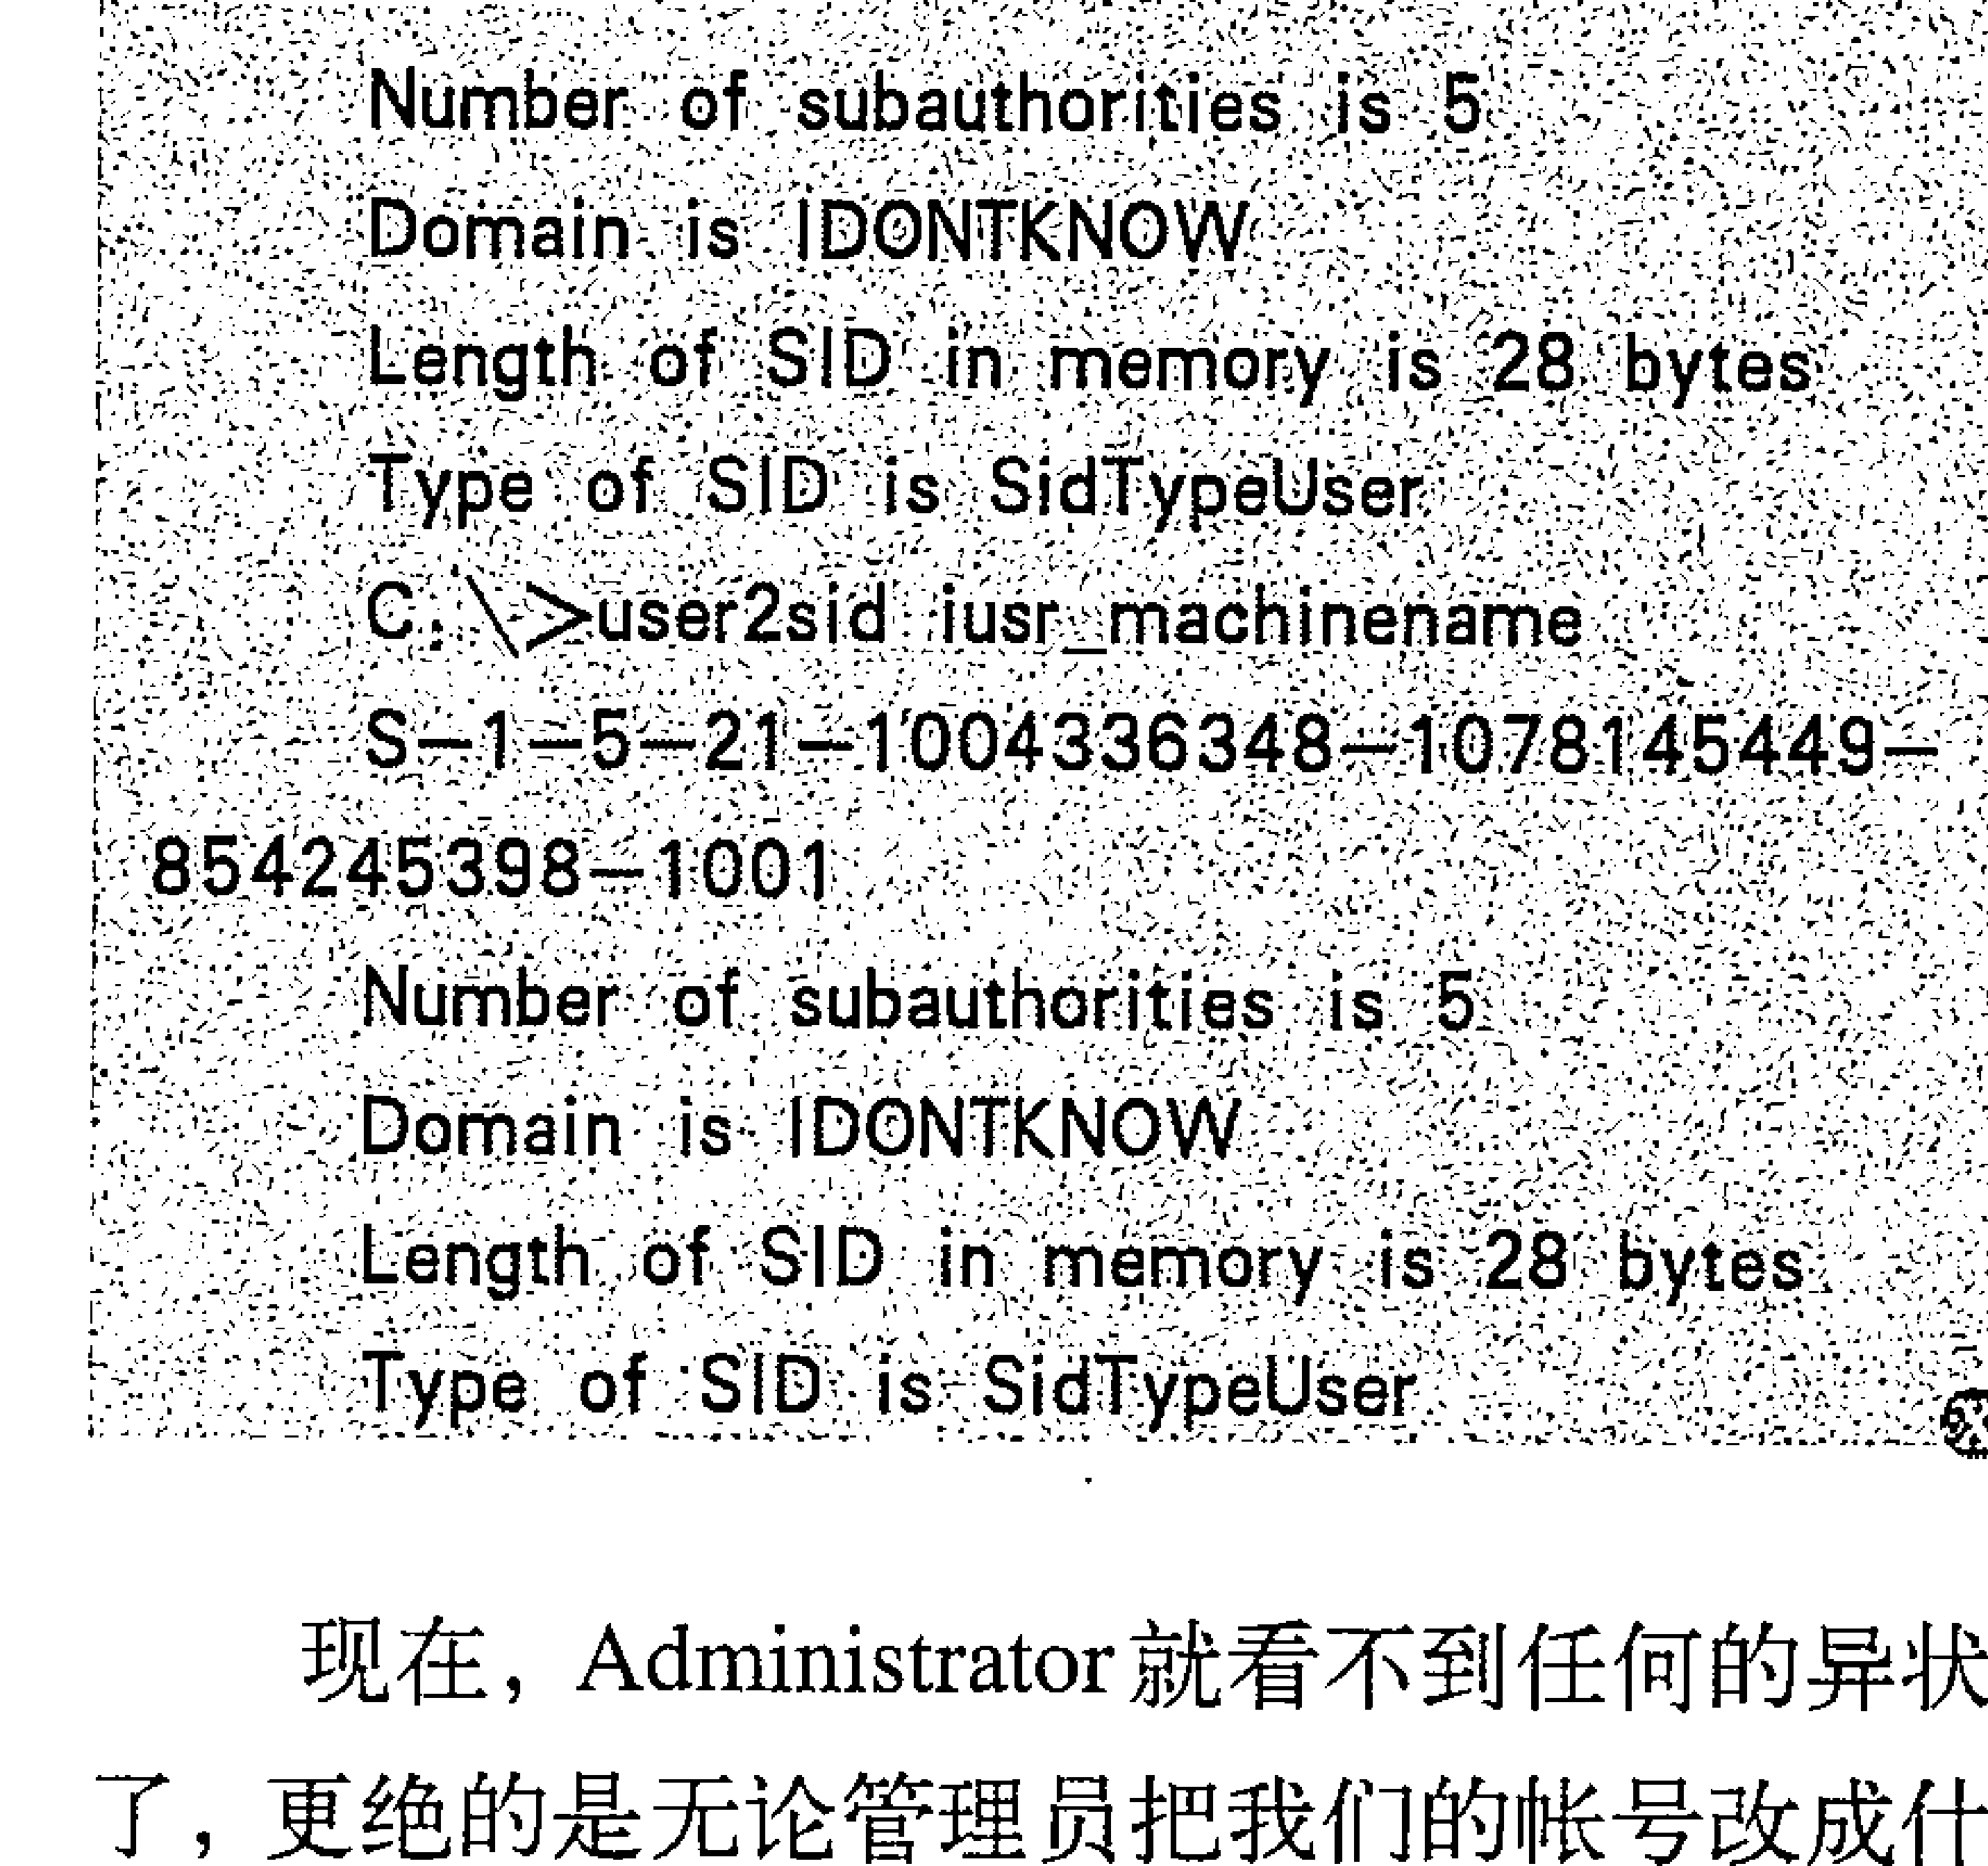 Number of subauthorities is 5
Domain is IDONTKNOW
Length of SID in memory is 28 bytes
Type of SID is SidTypeUser
C:\>user2sid iusr_machinename
S—1—5—21—1004336348—1078145449—
854245398—1001
Number of subauthorities is 5
Domain is IDONTKNOW
Length of SID in memory is 28 bytes
Type of SID is SidTypeUser
现在，Administrator就看不到任何的异状
了，更绝的是无论管理员把我们的帐号改成什